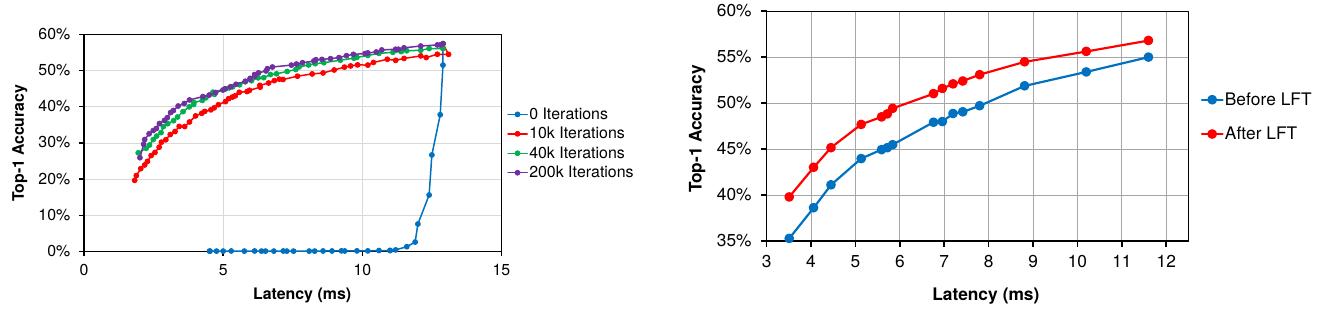 60%
50%
40%
30%
20%
10%
0%
0
5
10
15
Top-1 Accuracy
Latency (ms)
0 Iterations
10k Iterations
40k Iterations
200k Iterations
60%
55%
50%
45%
40%
35%
3
4
5
6
7
8
9
10
11
12
Top-1 Accuracy
Latency (ms)
Before LFT
After LFT